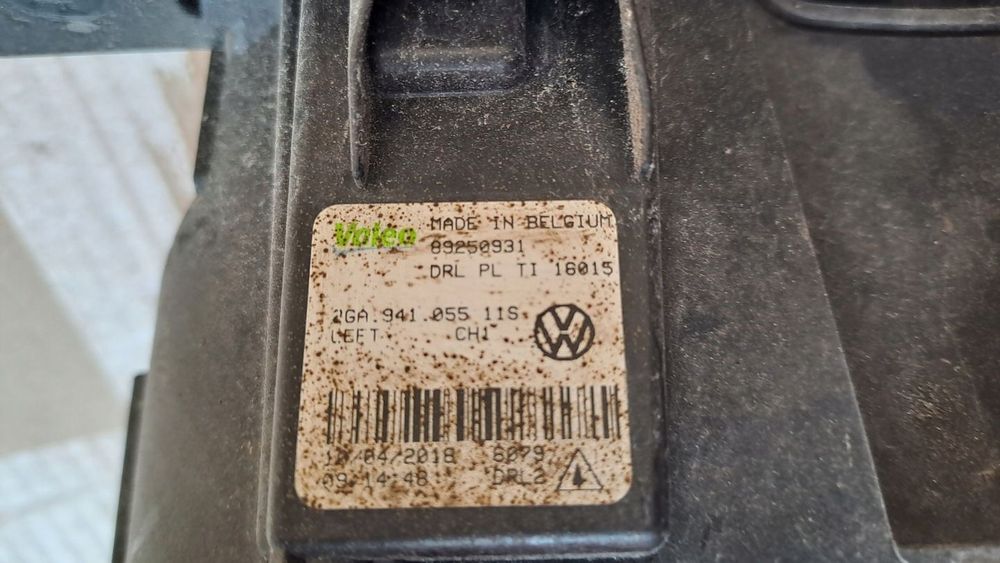 Valeo
MADE IN BELGIUM
89250931
DRL PL TI 16015
2GA.941.055 11S
LEFT CH1
/04/2018 6079
09:14:48 DRL2